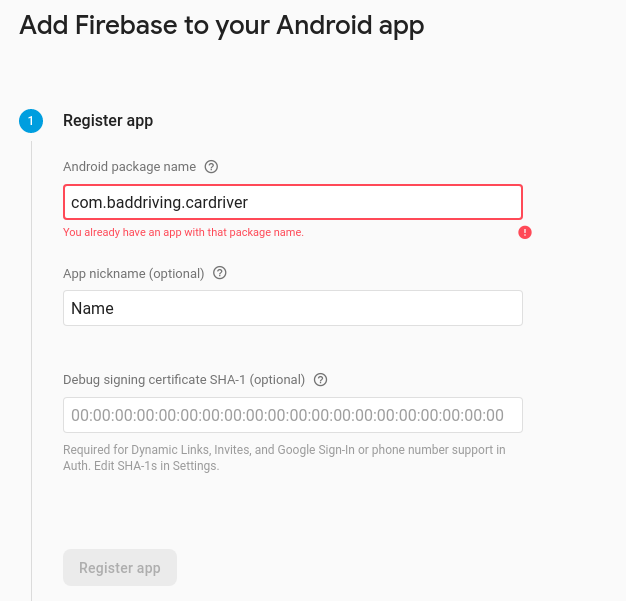 Add Firebase to your Android app
1 Register app
Android package name ?
com.baddriving.cardriver
You already have an app with that package name. !
App nickname (optional) ?
Name
Debug signing certificate SHA-1 (optional) ?
00:00:00:00:00:00:00:00:00:00:00:00:00:00:00:00:00:00:00:00
Required for Dynamic Links, Invites, and Google Sign-In or phone number support in
Auth. Edit SHA-1s in Settings.
Register app